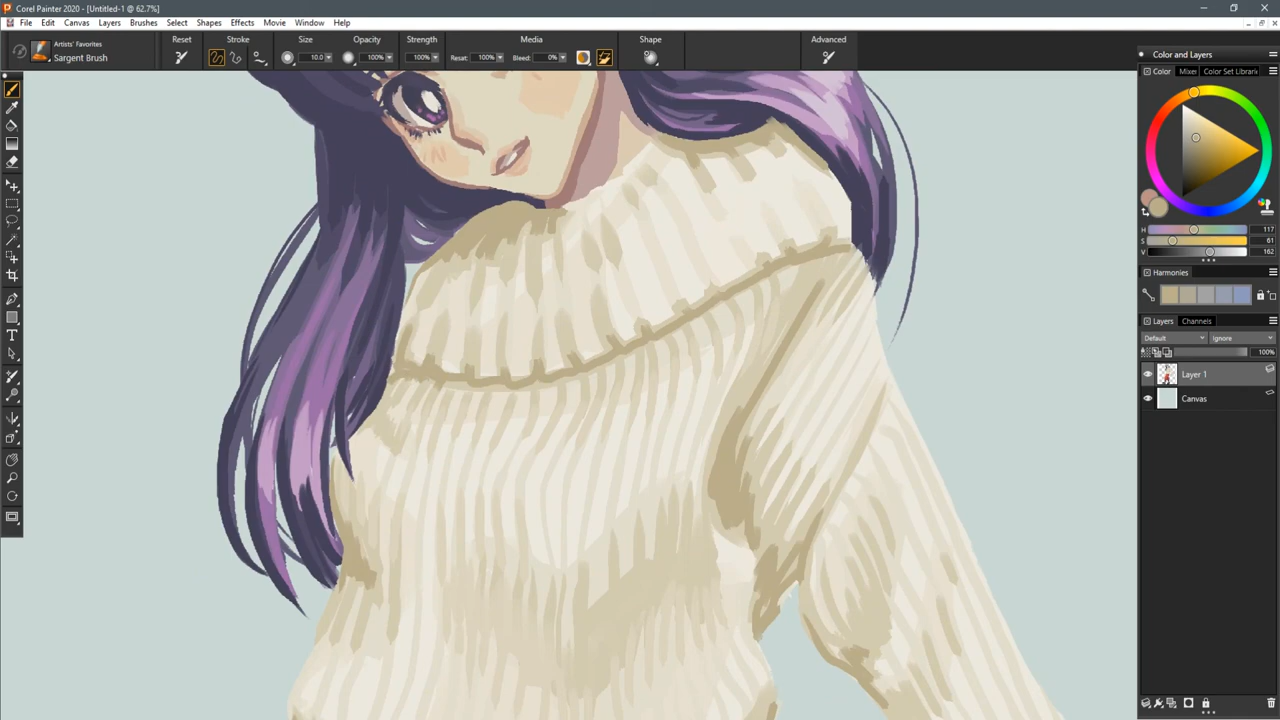 Corel Painter 2020 - [Untitled-1 @ 62.7%]
File Edit Canvas Layers Brushes Select Shapes Effects Movie Window Help
Artists' Favorites
Sargent Brush
Reset
Stroke
Size
10.0
Opacity
100%
Strength
100%
Media
Reset: 100% Bleed: 0%
Shape
Advanced
Color and Layers
Color Mixer Color Set Librari
H 117
S 61
V 162
Harmonies
Layers Channels
Default Ignore
100%
Layer 1
Canvas